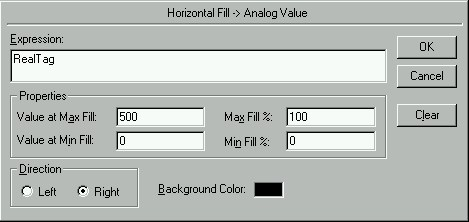 Horizontal Fill -> Analog Value
Expression:
RealTag
OK
Cancel
Clear
Properties
Value at Max Fill: 500 Max Fill %: 100
Value at Min Fill: 0 Min Fill %: 0
Direction
Left Right Background Color: